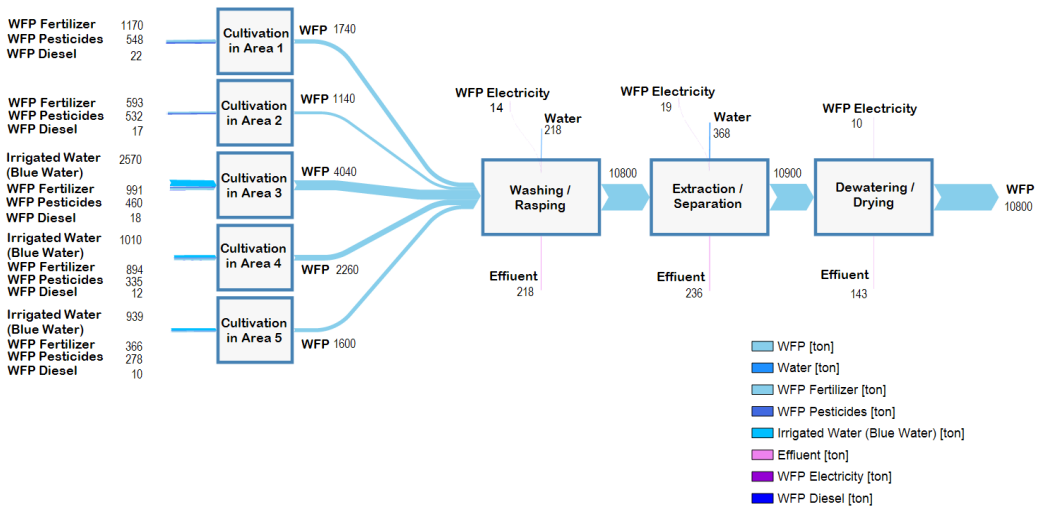 WFP Fertilizer 1170
WFP Pesticides 548
WFP Diesel 22
Cultivation
in Area 1
WFP 1740
WFP Fertilizer 593
WFP Pesticides 532
WFP Diesel 17
Cultivation
in Area 2
WFP 1140
Irrigated Water 2570
(Blue Water)
WFP Fertilizer 991
WFP Pesticides 460
WFP Diesel 18
Cultivation
in Area 3
WFP 4040
Irrigated Water 1010
(Blue Water)
WFP Fertilizer 894
WFP Pesticides 335
WFP Diesel 12
Cultivation
in Area 4
WFP 2260
Irrigated Water 939
(Blue Water)
WFP Fertilizer 366
WFP Pesticides 278
WFP Diesel 10
Cultivation
in Area 5
WFP 1600
WFP Electricity
14
Water
218
Washing /
Rasping
Effiuent
218
10800
WFP Electricity
19
Water
368
Extraction /
Separation
Effiuent
236
10900
WFP Electricity
10
Dewatering /
Drying
Effiuent
143
WFP
10800
WFP [ton]
Water [ton]
WFP Fertilizer [ton]
WFP Pesticides [ton]
Irrigated Water (Blue Water) [ton]
Effiuent [ton]
WFP Electricity [ton]
WFP Diesel [ton]